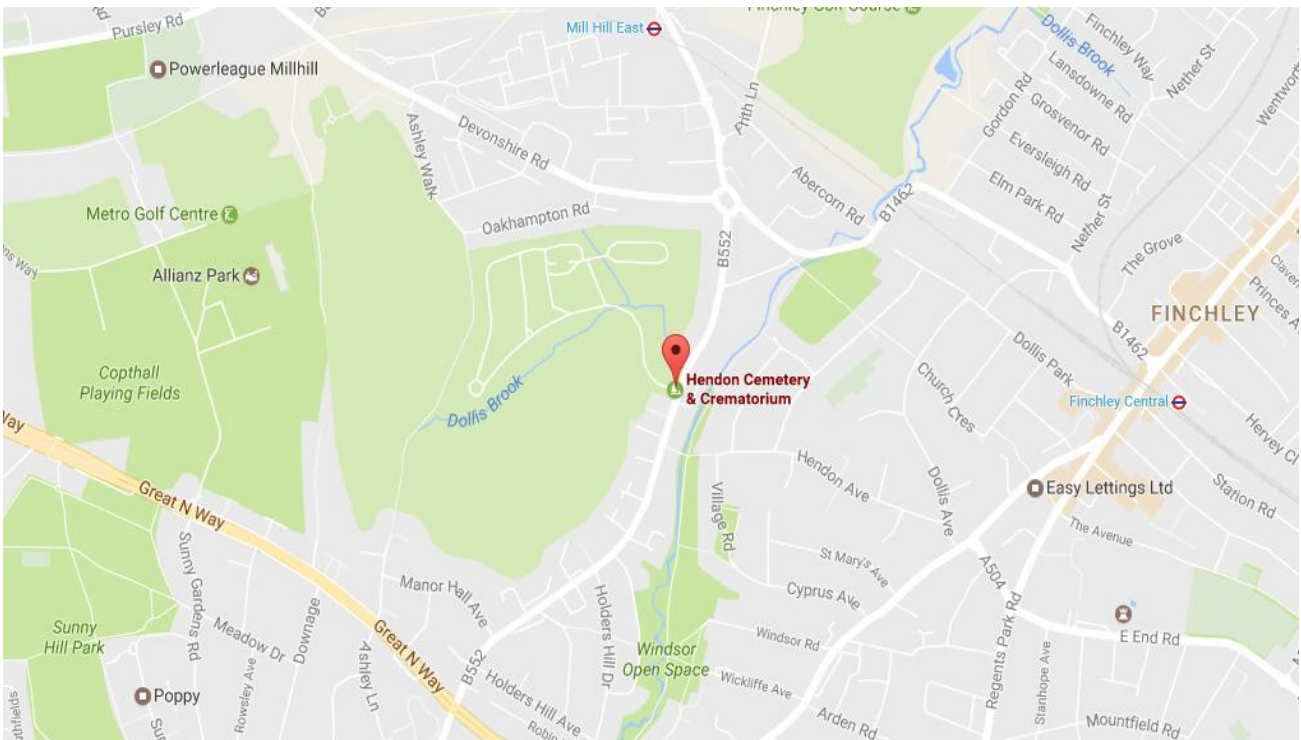 Pursley Rd
Mill Hill East
Finchley Golf Course
Powerleague Millhill
Dollis Brook
Finchley Way
Lansdowne Rd
Nether St
Gordon Rd
Grosvenor Rd
Eversleigh Rd
Elm Park Rd
Ashley Walk
Devonshire Rd
Abercorn Rd
B1462
Nether St
The Grove
Metro Golf Centre
Oakhampton Rd
B552
Allianz Park
FINCHLEY
B1462
Copthall
Playing Fields
Dollis Brook
Hendon Cemetery
& Crematorium
Dollis Park
Church Cres
Finchley Central
Way
Great N Way
Hendon Ave
Dollis Ave
Easy Lettings Ltd
Station Rd
Village Rd
The Avenue
St Mary's Ave
A504
Sunny Gardens Rd
Manor Hall Ave
Cyprus Ave
Sunny
Hill Park
Meadow Dr
Downage
Great N Way
Holders Hill Dr
Windsor
Open Space
Windsor Rd
Regents Park Rd
E End Rd
Stanhope Ave
Poppy
Rowsley Ave
Ashley Ln
B552
Holders Hill Ave
Wickliffe Ave
Arden Rd
Mountfield Rd